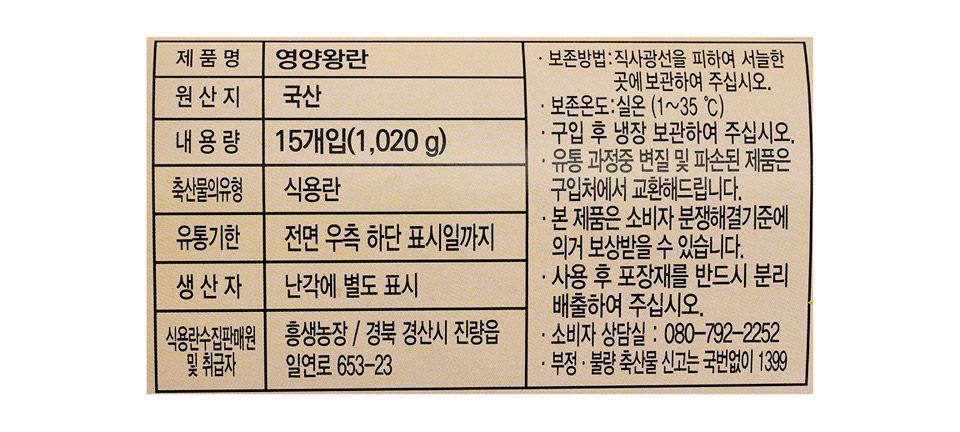 제 품 명 영양왕란
원 산 지 국산
내 용 량 15개입(1,020 g)
축산물의유형 식용란
유통기한 전면 우측 하단 표시일까지
생 산 자 난각에 별도 표시
식용란수집판매원
및 취급자
흥생농장 / 경북 경산시 진량읍
일연로 653-23
· 보존방법:직사광선을 피하여 서늘한
곳에 보관하여 주십시오.
· 보존온도:실온 (1~35 ℃)
· 구입 후 냉장 보관하여 주십시오.
· 유통 과정중 변질 및 파손된 제품은
구입처에서 교환해드립니다.
· 본 제품은 소비자 분쟁해결기준에
의거 보상받을 수 있습니다.
· 사용 후 포장재를 반드시 분리
배출하여 주십시오.
· 소비자 상담실 : 080-792-2252
· 부정 · 불량 축산물 신고는 국번없이 1399